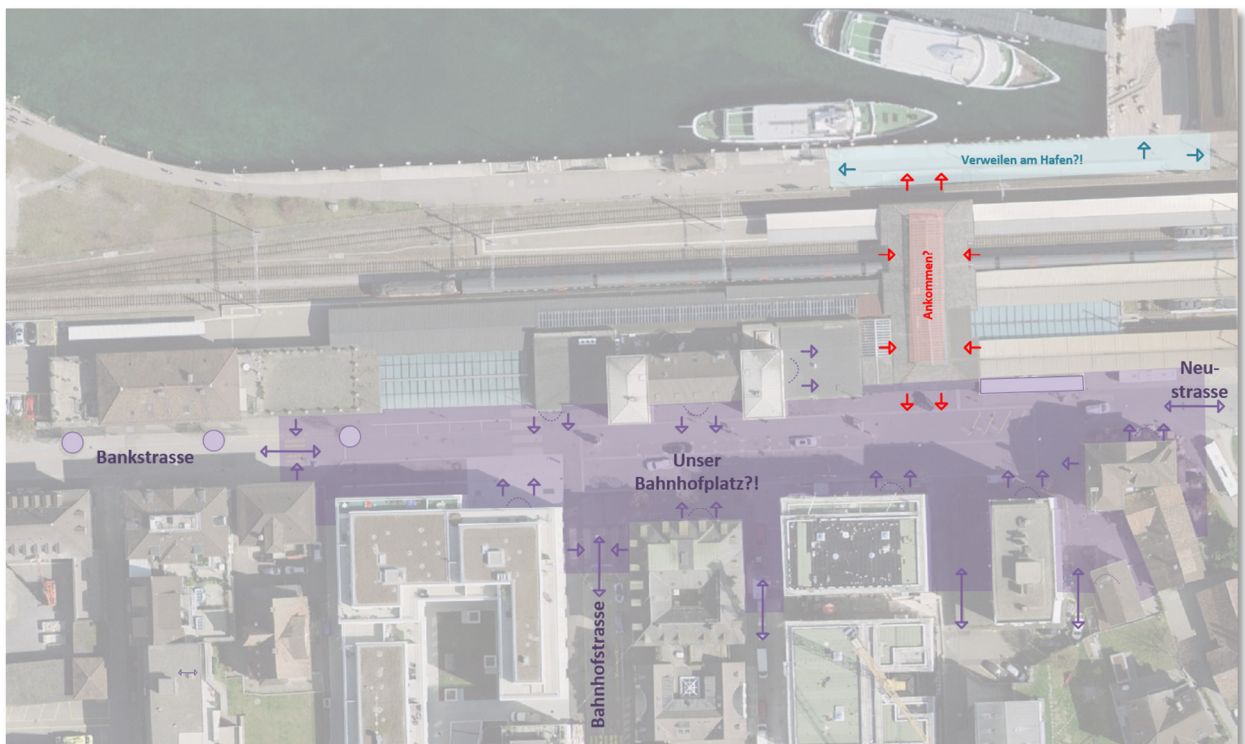 Verweilen am Hafen?!
Ankommen?
Neu-
strasse
Bankstrasse
Unser
Bahnhofplatz?!
Bahnhofstrasse